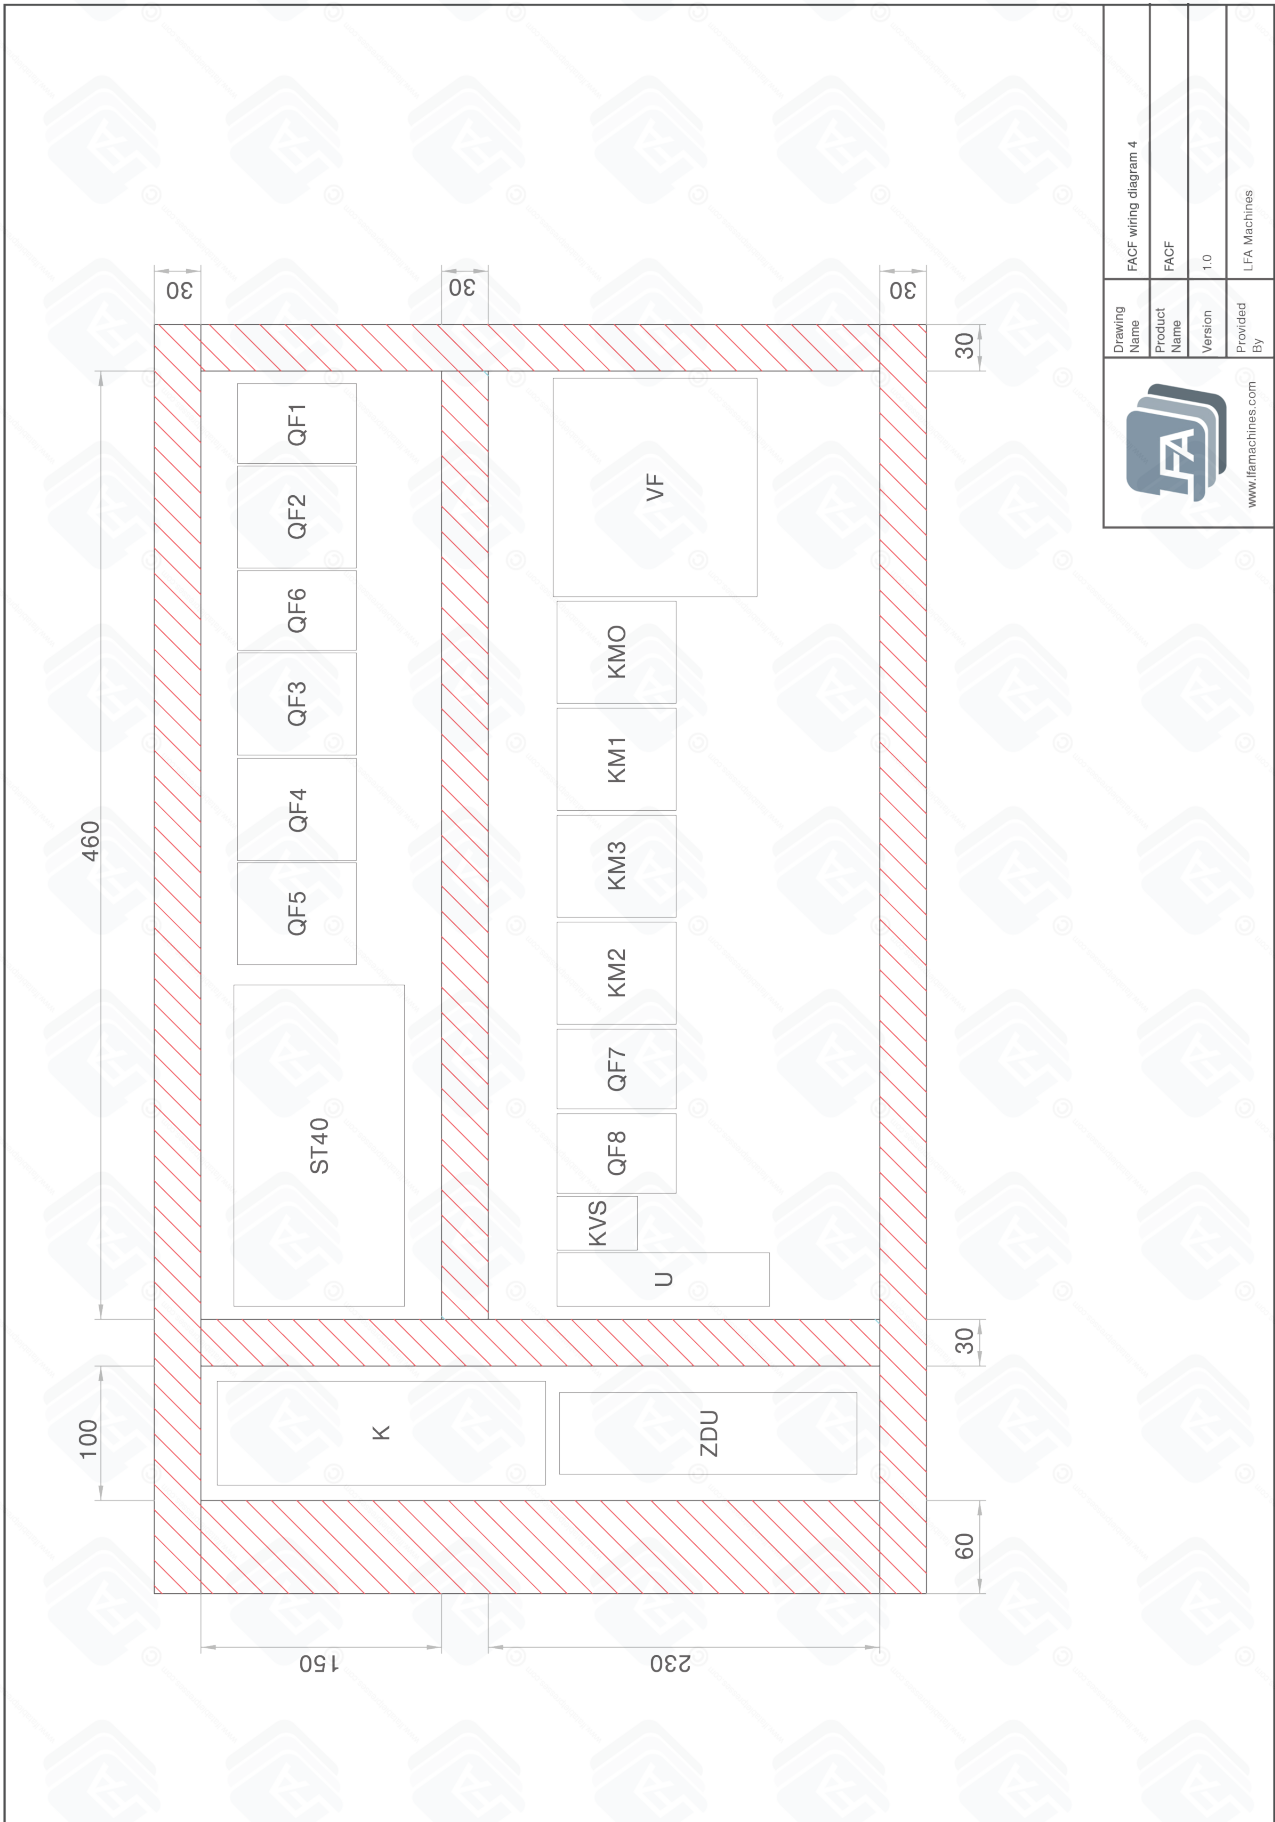 30
30
30
30
460
QF1
QF2
QF6
QF3
QF4
QF5
ST40
VF
KMO
KM1
KM3
KM2
QF7
QF8
KVS
U
30
100
K
ZDU
60
150
230
Drawing Name
FACF wiring diagram 4
Product Name
FACF
Version
1.0
Provided By
LFA Machines
LFA
www.lfamachines.com